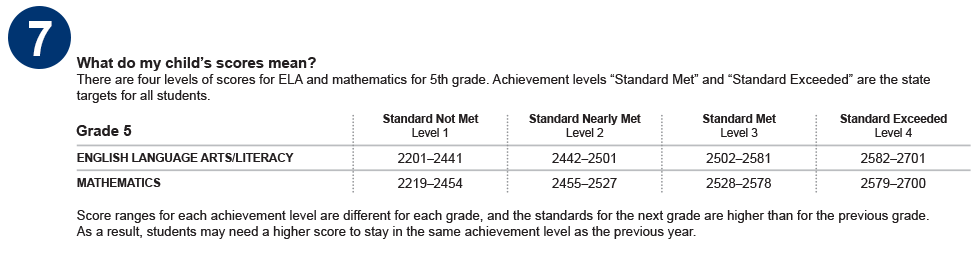 7
What do my child's scores mean?
There are four levels of scores for ELA and mathematics for 5th grade. Achievement levels “Standard Met” and “Standard Exceeded” are the state
targets for all students.
Grade 5 Standard Not Met Level 1 Standard Nearly Met Level 2 Standard Met Level 3 Standard Exceeded Level 4
ENGLISH LANGUAGE ARTS/LITERACY 2201–2441 2442–2501 2502–2581 2582–2701
MATHEMATICS 2219–2454 2455–2527 2528–2578 2579–2700
Score ranges for each achievement level are different for each grade, and the standards for the next grade are higher than for the previous grade.
As a result, students may need a higher score to stay in the same achievement level as the previous year.